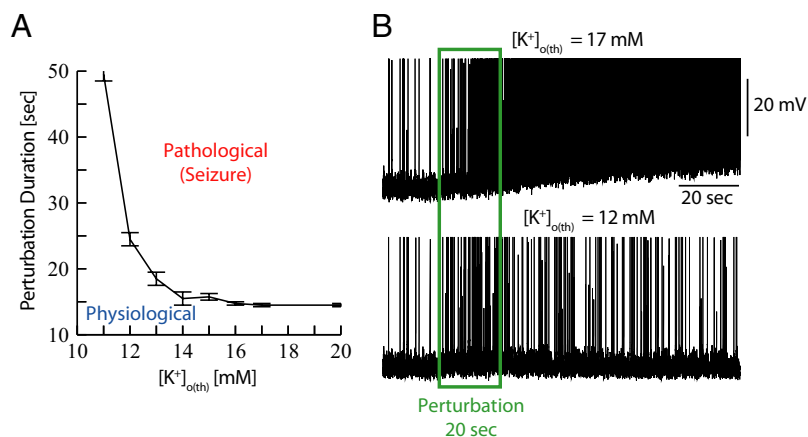 A
Perturbation Duration [sec]
50
40
30
20
10
Pathological
(Seizure)
Physiological
10 12 14 16 18 20
[K+]o(th) [mM]
B
[K+]o(th) = 17 mM
20 mV
20 sec
[K+]o(th) = 12 mM
Perturbation
20 sec